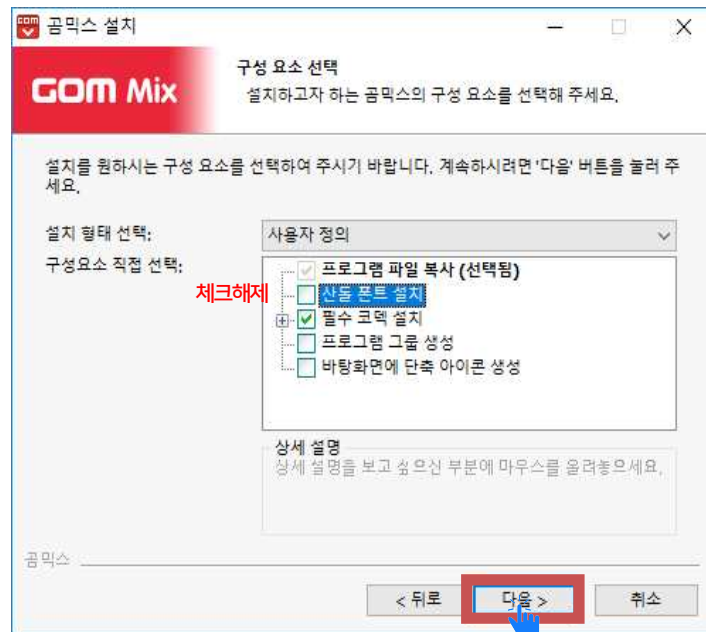 곰믹스 설치
GOM Mix
구성 요소 선택
설치하고자 하는 곰믹스의 구성 요소를 선택해 주세요.
설치를 원하시는 구성 요소를 선택하여 주시기 바랍니다. 계속하시려면 '다음' 버튼을 눌러 주
세요.
설치 형태 선택:
사용자 정의
구성요소 직접 선택:
프로그램 파일 복사 (선택됨)
체크해제
산돌 폰트 설치
필수 코덱 설치
프로그램 그룹 생성
바탕화면에 단축 아이콘 생성
상세 설명
상세 설명을 보고 싶으신 부분에 마우스를 올려놓으세요.
곰믹스
< 뒤로
다음 >
취소